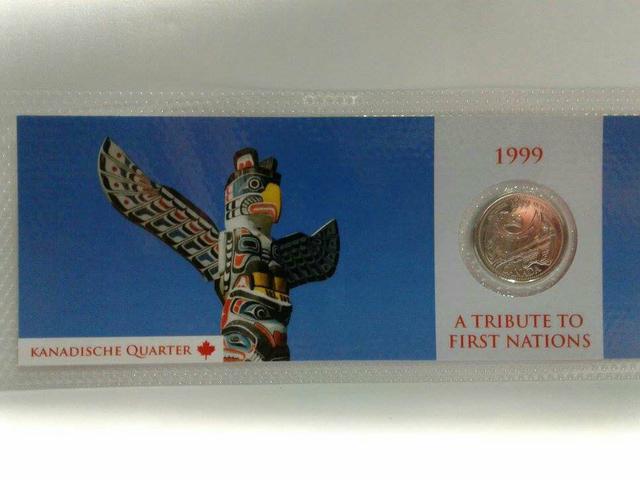 1999
A TRIBUTE TO
FIRST NATIONS
KANADISCHE QUARTER